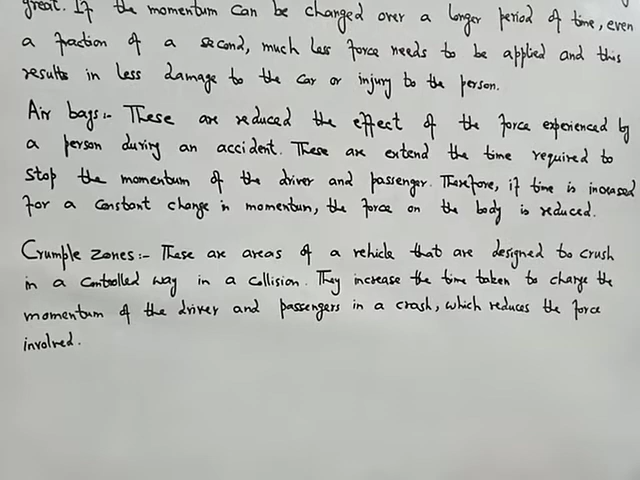 great. If the momentum can be changed over a longer period of time, even
a fraction of a second, much less force needs to be applied and this
results in less damage to the car or injury to the person.
Air bags:- These are reduced the effect of the force experienced by
a person during an accident. These are extend the time required to
stop the momentum of the driver and passenger. Therefore, if time is increased
for a constant change in momentum, the force on the body is reduced.
Crumple zones:- These are areas of a vehicle that are designed to crush
in a controlled way in a collision. They increase the time taken to change the
momentum of the driver and passengers in a crash, which reduces the force
involved.